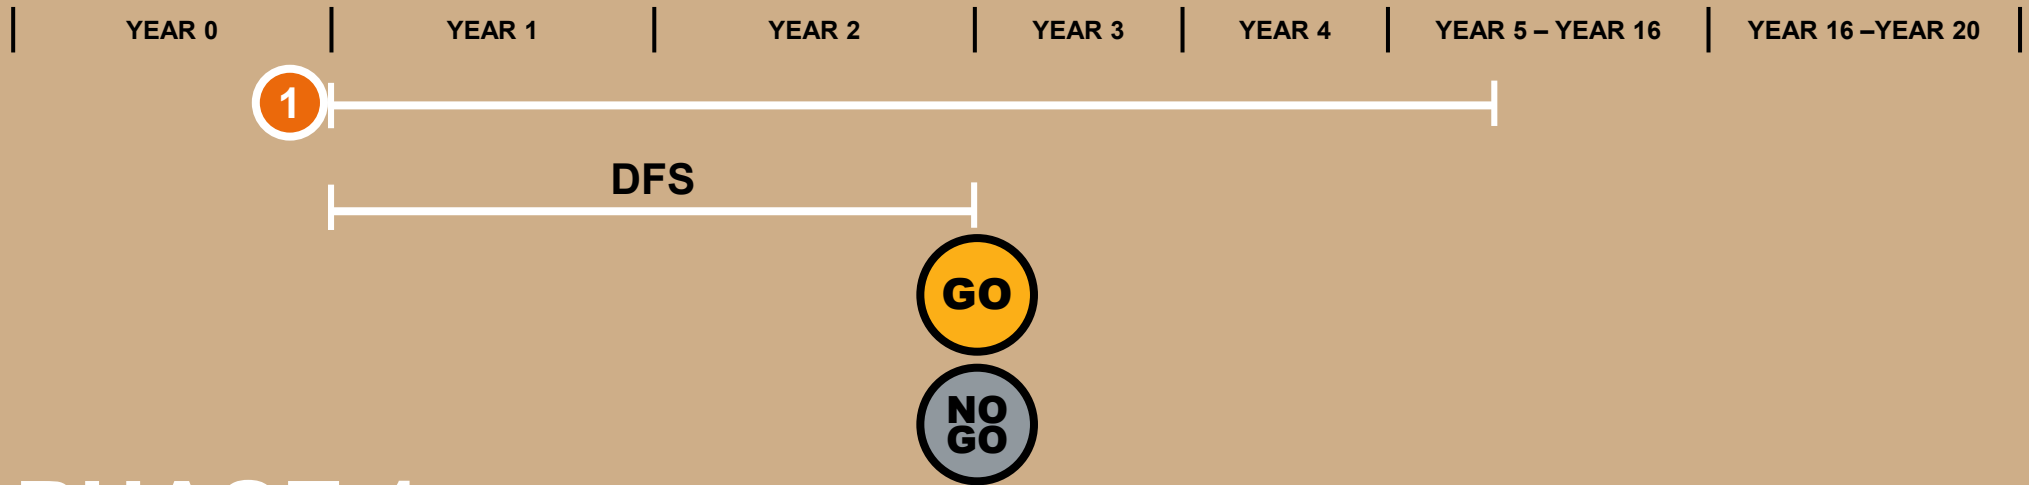 YEAR 0 YEAR 1 YEAR 2 YEAR 3 YEAR 4 YEAR 5 – YEAR 16 YEAR 16 –YEAR 20
1
DFS
GO
NO
GO